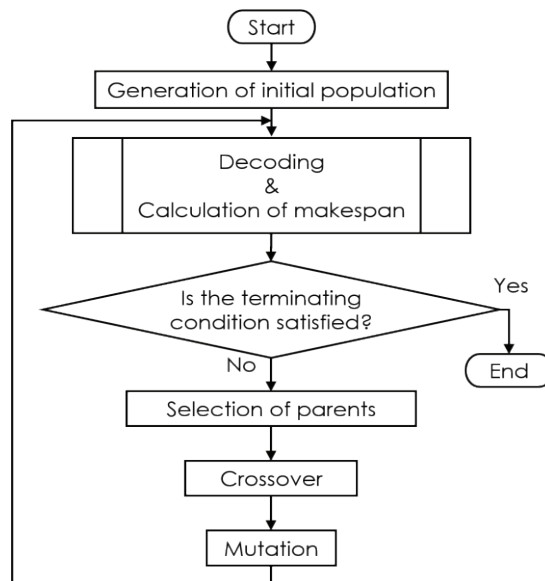 Start
Generation of initial population
Decoding
&
Calculation of makespan
Is the terminating
condition satisfied?
Yes
No
End
Selection of parents
Crossover
Mutation